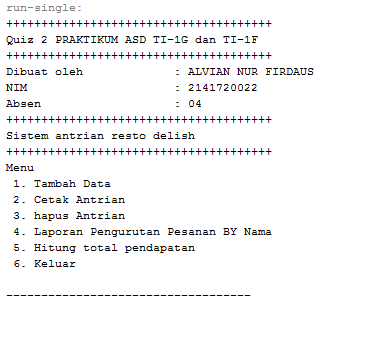 run-single:
++++++++++++++++++++++++++++++++++++++
Quiz 2 PRAKTIKUM ASD TI-1G dan TI-1F
++++++++++++++++++++++++++++++++++++++
Dibuat oleh             : ALVIAN NUR FIRDAUS
NIM                     : 2141720022
Absen                   : 04
++++++++++++++++++++++++++++++++++++++
Sistem antrian resto delish
++++++++++++++++++++++++++++++++++++++
Menu
 1. Tambah Data
 2. Cetak Antrian
 3. hapus Antrian
 4. Laporan Pengurutan Pesanan BY Nama
 5. Hitung total pendapatan
 6. Keluar
-----------------------------------